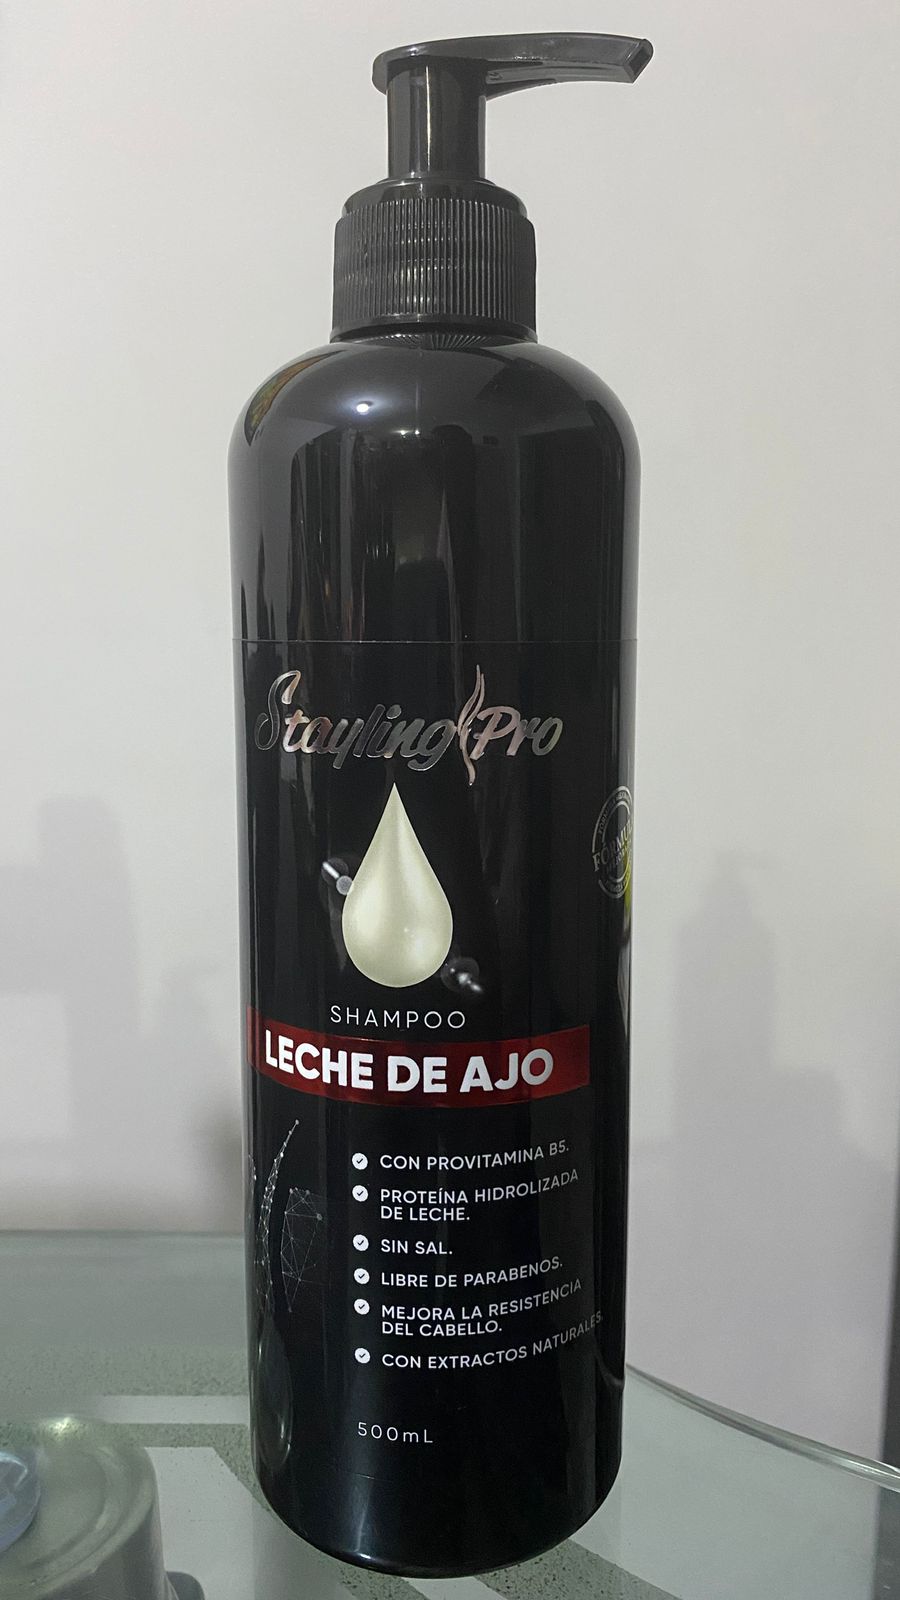 Stayling Pro
SHAMPOO
LECHE DE AJO
CON PROVITAMINA B5.
PROTEÍNA HIDROLIZADA
DE LECHE.
SIN SAL.
LIBRE DE PARABENOS.
MEJORA LA RESISTENCIA
DEL CABELLO.
CON EXTRACTOS NATURALES.
500mL